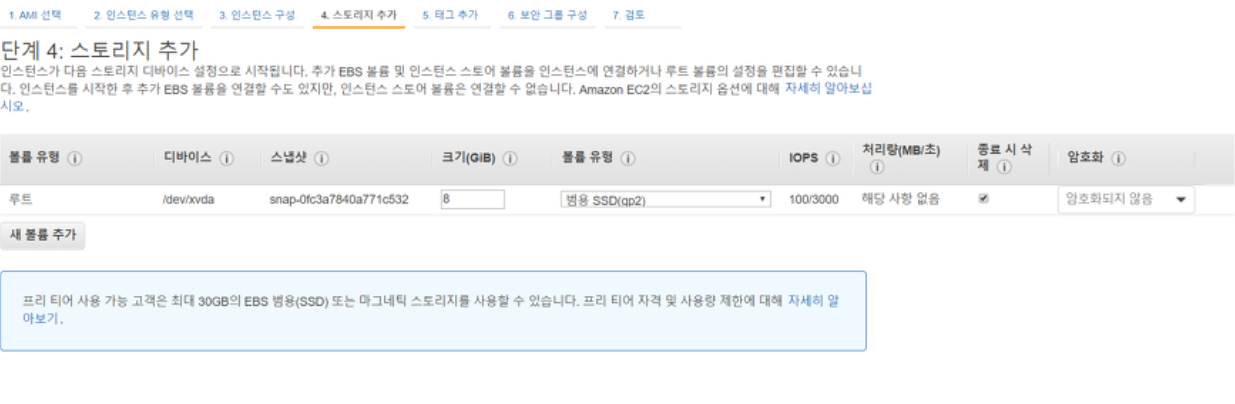 1. AMI 선택 2. 인스턴스 유형 선택 3. 인스턴스 구성 4. 스토리지 추가 5. 태그 추가 6. 보안 그룹 구성 7. 검토
단계 4: 스토리지 추가
인스턴스가 다음 스토리지 디바이스 설정으로 시작됩니다. 추가 EBS 볼륨 및 인스턴스 스토어 볼륨을 인스턴스에 연결하거나 루트 볼륨의 설정을 편집할 수 있습니
다. 인스턴스를 시작한 후 추가 EBS 볼륨을 연결할 수도 있지만, 인스턴스 스토어 볼륨은 연결할 수 없습니다. Amazon EC2의 스토리지 옵션에 대해 자세히 알아보십
시오.
볼륨 유형 디바이스 스냅샷 크기(GiB) 볼륨 유형 IOPS 처리량(MB/초) 종료 시 삭
제 암호화
루트 /dev/xvda snap-0fc3a7840a771c532 8 범용 SSD(gp2) 100/3000 해당 사항 없음 암호화되지 않음
새 볼륨 추가
프리 티어 사용 가능 고객은 최대 30GB의 EBS 범용(SSD) 또는 마그네틱 스토리지를 사용할 수 있습니다. 프리 티어 자격 및 사용량 제한에 대해 자세히 알
아보기.